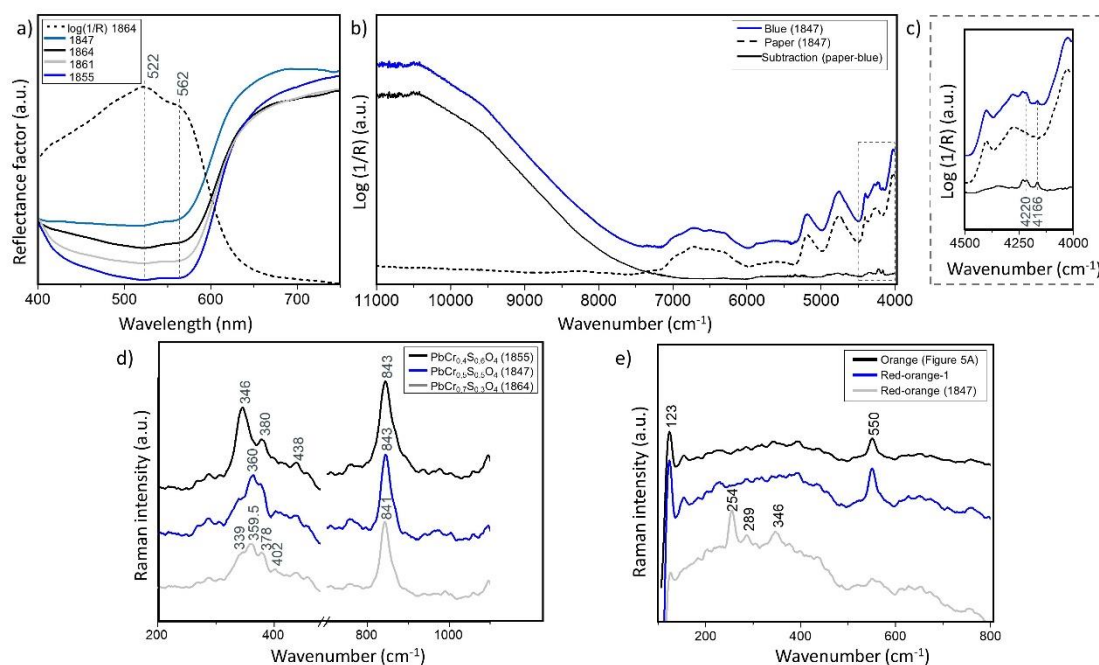 a)
log(1/R) 1864
1847
1864
1861
1855
522
562
Reflectance factor (a.u.)
400
500
600
700
Wavelength (nm)
b)
Blue (1847)
Paper (1847)
Subtraction (paper-blue)
Log (1/R) (a.u.)
11000
10000
9000
8000
7000
6000
5000
4000
Wavenumber (cm⁻¹)
c)
Log (1/R) (a.u.)
4220
4166
4500
4250
4000
Wavenumber (cm⁻¹)
d)
PbCr₀.₄S₀.₆O₄ (1855)
PbCr₀.₅S₀.₅O₄ (1847)
PbCr₀.₇S₀.₃O₄ (1864)
346
380
438
843
360
843
339
359.5
378
402
841
Raman intensity (a.u.)
200
400
800
1000
Wavenumber (cm⁻¹)
e)
Orange (Figure 5A)
Red-orange-1
Red-orange (1847)
123
550
254
289
346
Raman intensity (a.u.)
200
400
600
800
Wavenumber (cm⁻¹)